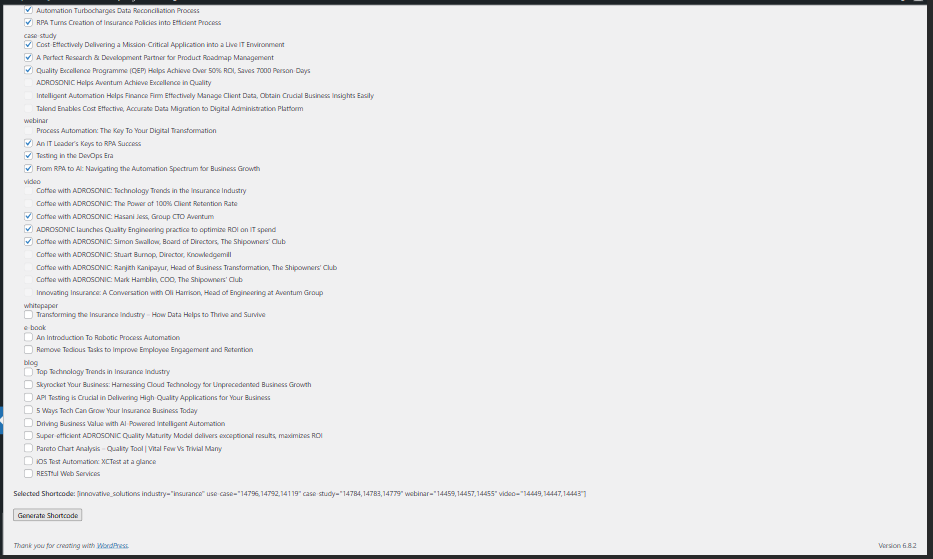 Automation Turbocharges Data Reconciliation Process
RPA Turns Creation of Insurance Policies into Efficient Process
case-study
Cost-Effectively Delivering a Mission-Critical Application into a Live IT Environment
A Perfect Research & Development Partner for Product Roadmap Management
Quality Excellence Programme (QEP) Helps Achieve Over 50% ROI, Saves 7000 Person-Days
ADROSONIC Helps Aventum Achieve Excellence in Quality
Intelligent Automation Helps Finance Firm Effectively Manage Client Data, Obtain Crucial Business Insights Easily
Talend Enables Cost Effective, Accurate Data Migration to Digital Administration Platform
webinar
Process Automation: The Key To Your Digital Transformation
An IT Leader's Keys to RPA Success
Testing in the DevOps Era
From RPA to AI: Navigating the Automation Spectrum for Business Growth
video
Coffee with ADROSONIC: Technology Trends in the Insurance Industry
Coffee with ADROSONIC: The Power of 100% Client Retention Rate
Coffee with ADROSONIC: Hasani Jess, Group CTO Aventum
ADROSONIC launches Quality Engineering practice to optimize ROI on IT spend
Coffee with ADROSONIC: Simon Swallow, Board of Directors, The Shipowners' Club
Coffee with ADROSONIC: Stuart Burnop, Director, Knowledgemill
Coffee with ADROSONIC: Ranjith Kanipayur, Head of Business Transformation, The Shipowners' Club
Coffee with ADROSONIC: Mark Hamblin, COO, The Shipowners' Club
Innovating Insurance: A Conversation with Oli Harrison, Head of Engineering at Aventum Group
whitepaper
Transforming the Insurance Industry – How Data Helps to Thrive and Survive
e-book
An Introduction To Robotic Process Automation
Remove Tedious Tasks to Improve Employee Engagement and Retention
blog
Top Technology Trends in Insurance Industry
Skyrocket Your Business: Harnessing Cloud Technology for Unprecedented Business Growth
API Testing is Crucial in Delivering High-Quality Applications for Your Business
5 Ways Tech Can Grow Your Insurance Business Today
Driving Business Value with AI-Powered Intelligent Automation
Super-efficient ADROSONIC Quality Maturity Model delivers exceptional results, maximizes ROI
Pareto Chart Analysis – Quality Tool | Vital Few Vs Trivial Many
iOS Test Automation: XCTest at a glance
RESTful Web Services
Selected Shortcode: [innovative_solutions industry="insurance" use-case="14796,14792,14119" case-study="14784,14783,14779" webinar="14459,14457,14455" video="14449,14447,14443"]
Generate Shortcode
Thank you for creating with WordPress.
Version 6.8.2